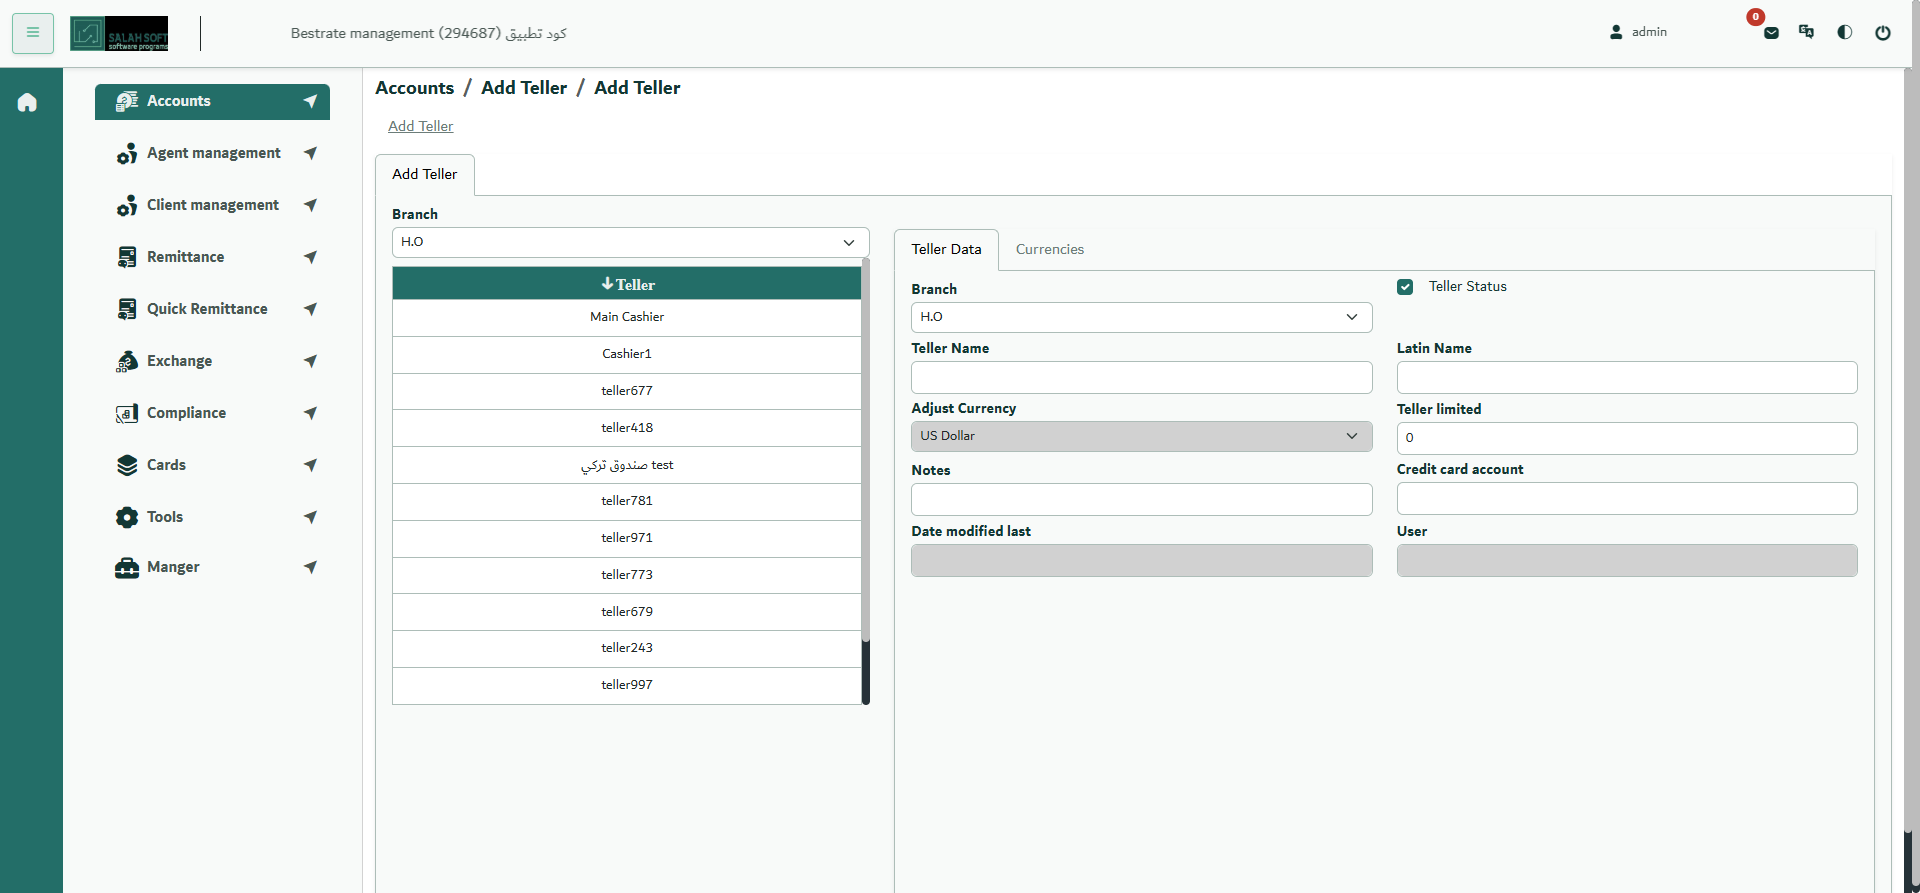 SALAH SOFT
software programs
Bestrate management (294687) كود تطبيق
admin
0
Accounts
Agent management
Client management
Remittance
Quick Remittance
Exchange
Compliance
Cards
Tools
Manger
Accounts / Add Teller / Add Teller
Add Teller
Add Teller
Branch
H.O
Teller
Main Cashier
Cashier1
teller677
teller418
صندوق تركي test
teller781
teller971
teller773
teller679
teller243
teller997
Teller Data
Currencies
Branch
H.O
Teller Status
Teller Name
Latin Name
Adjust Currency
US Dollar
Teller limited
0
Notes
Credit card account
Date modified last
User